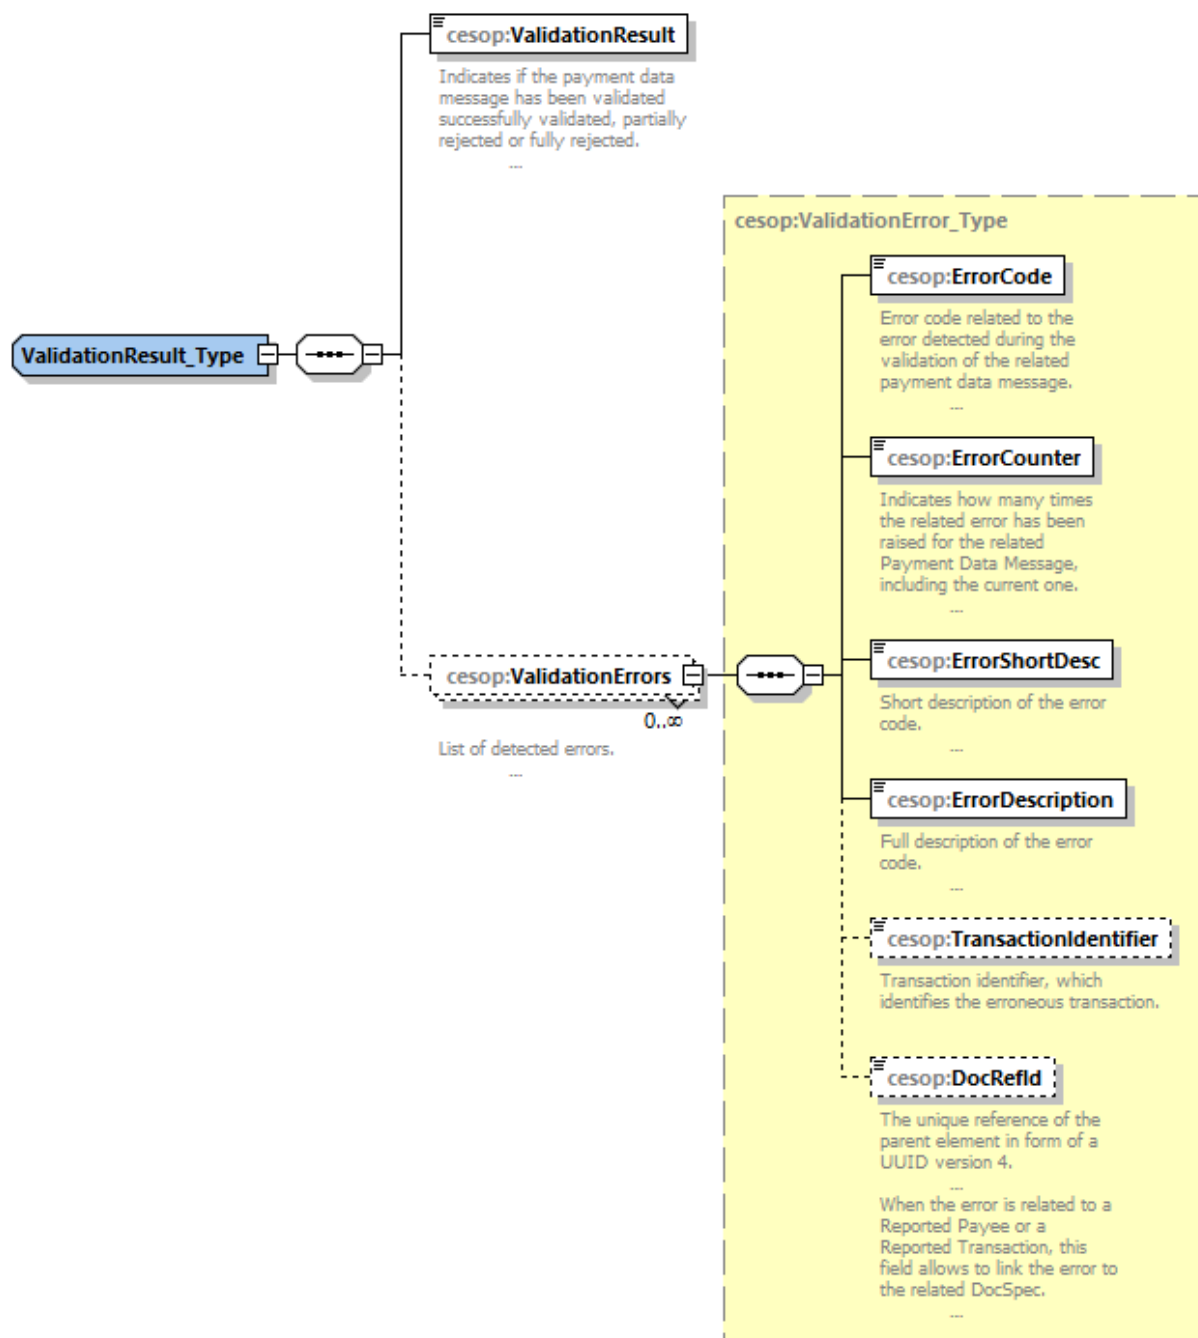 cesop:ValidationResult
Indicates if the payment data
message has been validated
successfully validated, partially
rejected or fully rejected.
...
cesop:ValidationError_Type
cesop:ErrorCode
Error code related to the
error detected during the
validation of the related
payment data message.
...
ValidationResult_Type
cesop:ErrorCounter
Indicates how many times
the related error has been
raised for the related
Payment Data Message,
including the current one.
...
cesop:ValidationErrors
0..∞
List of detected errors.
...
cesop:ErrorShortDesc
Short description of the error
code.
...
cesop:ErrorDescription
Full description of the error
code.
...
cesop:TransactionIdentifier
Transaction identifier, which
identifies the erroneous transaction.
cesop:DocRefId
The unique reference of the
parent element in form of a
UUID version 4.
...
When the error is related to a
Reported Payee or a
Reported Transaction, this
field allows to link the error to
the related DocSpec.
...